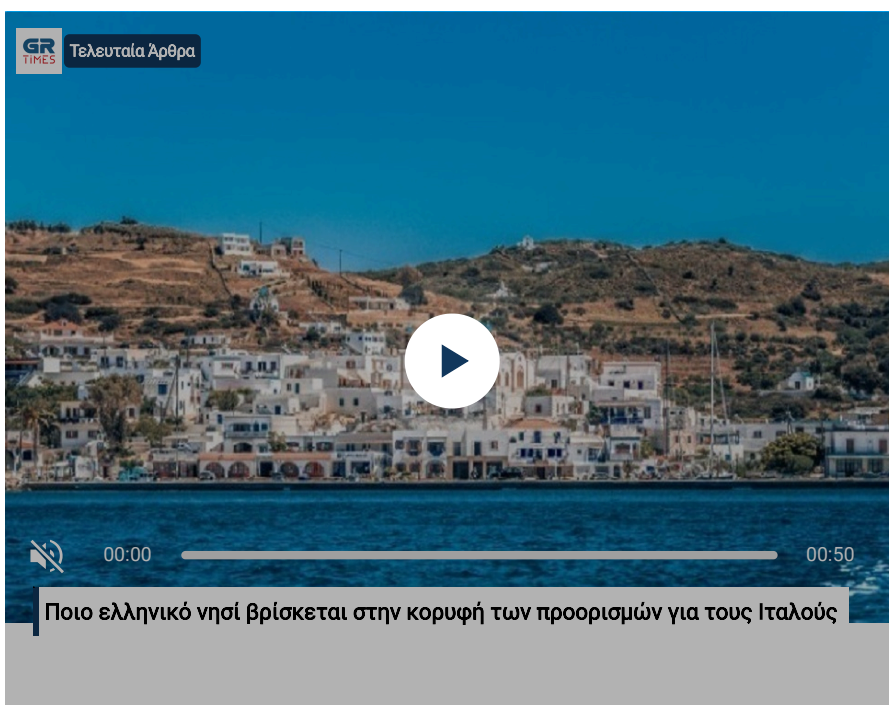 GR
TIMES
Τελευταία Άρθρα
00:00
00:50
Ποιο ελληνικό νησί βρίσκεται στην κορυφή των προορισμών για τους Ιταλούς